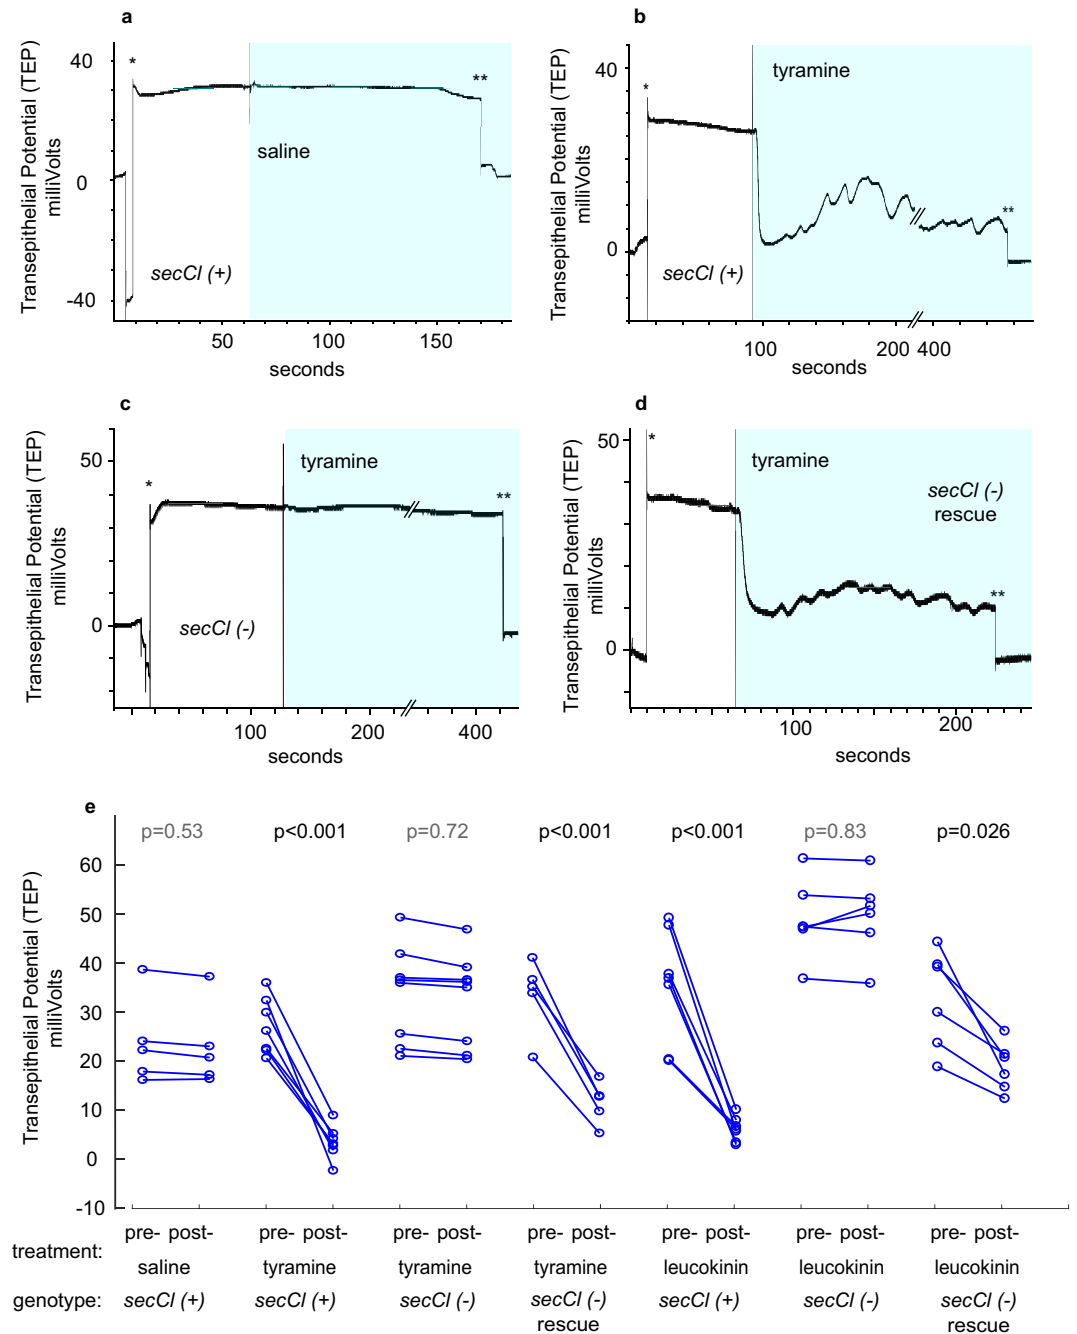 a
Transepithelial Potential (TEP)
milliVolts
40
0
-40
*
**
saline
secCl (+)
50
100
150
seconds
b
Transepithelial Potential (TEP)
milliVolts
40
0
*
**
tyramine
secCl (+)
100
200
400
seconds
c
Transepithelial Potential (TEP)
milliVolts
50
0
*
**
tyramine
secCl (-)
100
200
400
seconds
d
Transepithelial Potential (TEP)
milliVolts
50
0
*
**
tyramine
secCl (-)
rescue
100
200
seconds
e
Transepithelial Potential (TEP)
milliVolts
p=0.53 p<0.001 p=0.72 p<0.001 p<0.001 p=0.83 p=0.026
60
50
40
30
20
10
0
-10
pre- post- pre- post- pre- post- pre- post- pre- post- pre- post- pre- post-
treatment:
saline tyramine tyramine tyramine leucokinin leucokinin leucokinin
genotype: secCl (+) secCl (+) secCl (-) secCl (-) secCl (+) secCl (-) secCl (-)
rescue rescue